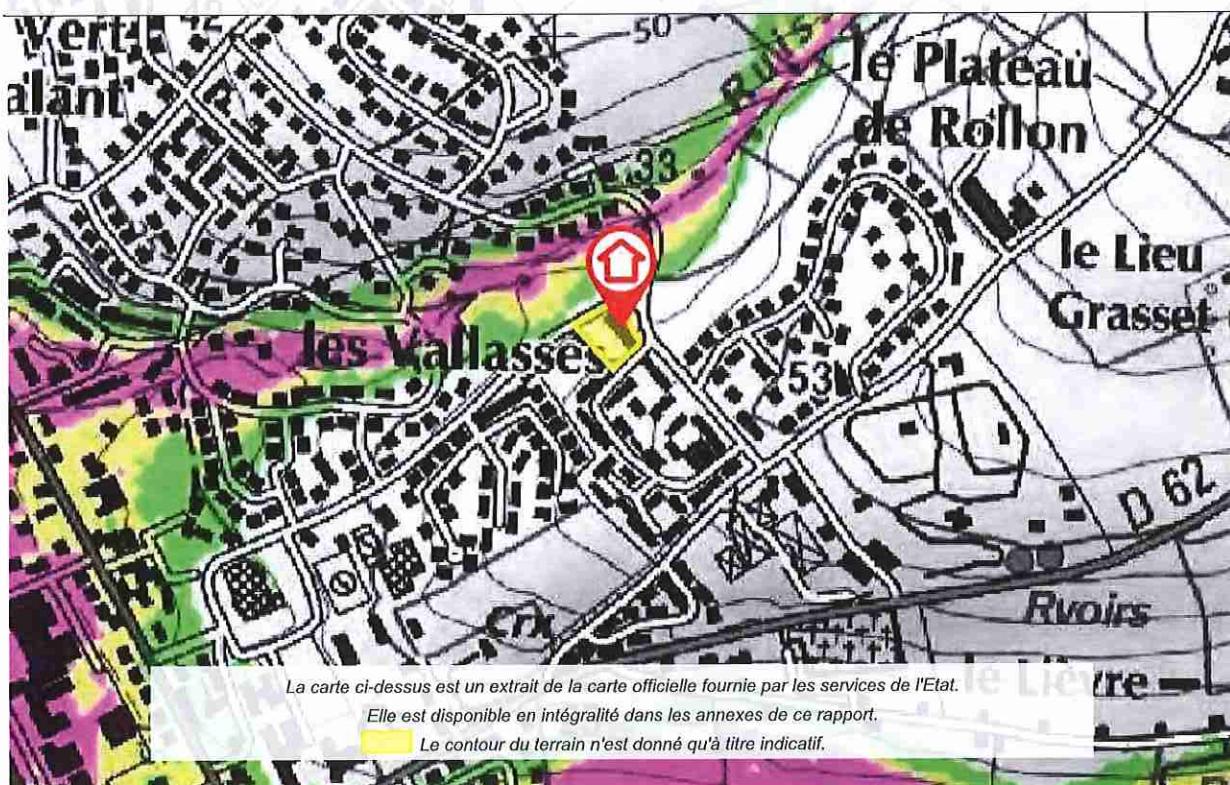 Vert
alant
50
le Plateau
de Rollon
33
le Lieu
Grasset
les Vallasses
53
D 62
Crx
Rvoirs
le Lièvre
La carte ci-dessus est un extrait de la carte officielle fournie par les services de l'Etat.
Elle est disponible en intégralité dans les annexes de ce rapport.
Le contour du terrain n'est donné qu'à titre indicatif.